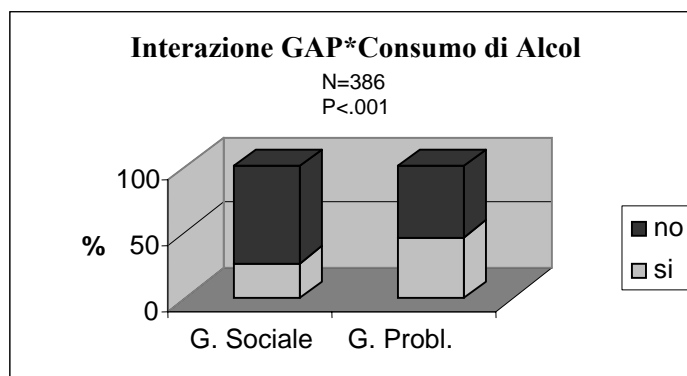 Interazione GAP*Consumo di Alcol
N=386
P<.001
100
50
0
%
G. Sociale
G. Probl.
no
si